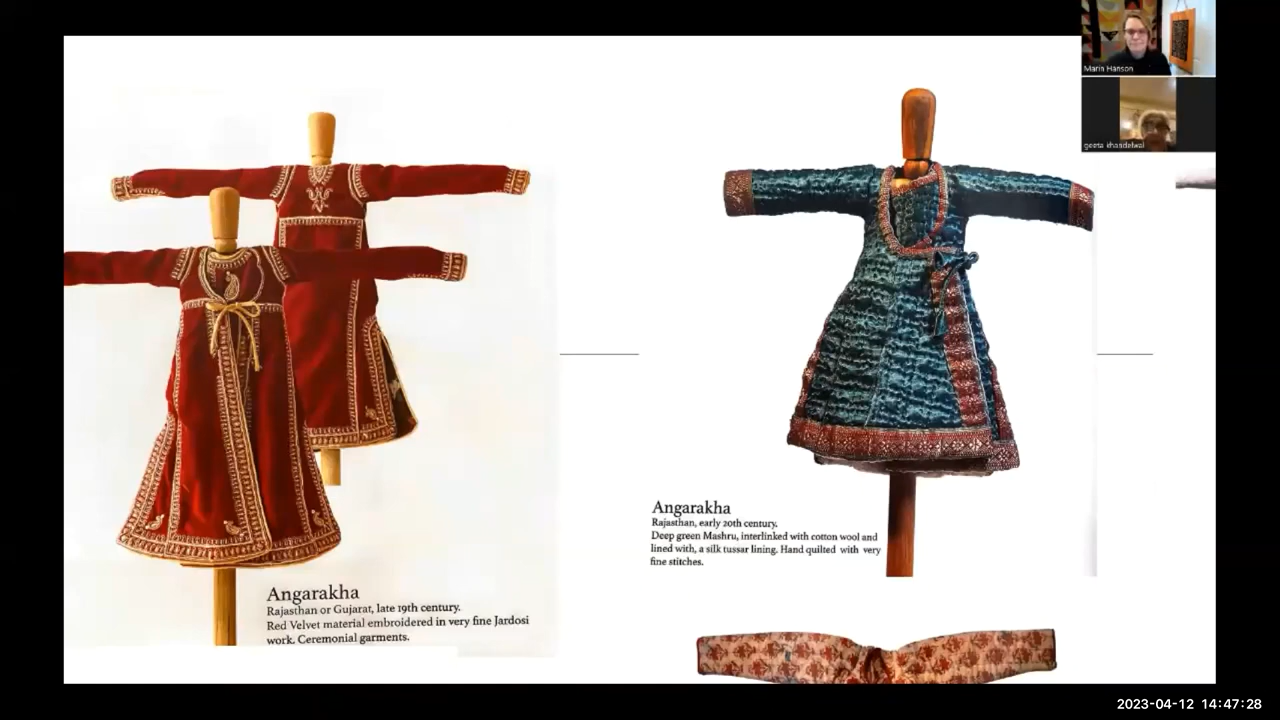 Marin Hanson
geeta khandelwal
Angarakha
Rajasthan, early 20th century.
Deep green Mashru, interlinked with cotton wool and
lined with, a silk tussar lining. Hand quilted with very
fine stitches.
Angarakha
Rajasthan or Gujarat, late 19th century.
Red Velvet material embroidered in very fine Jardosi
work. Ceremonial garments.
2023-04-12 14:47:28